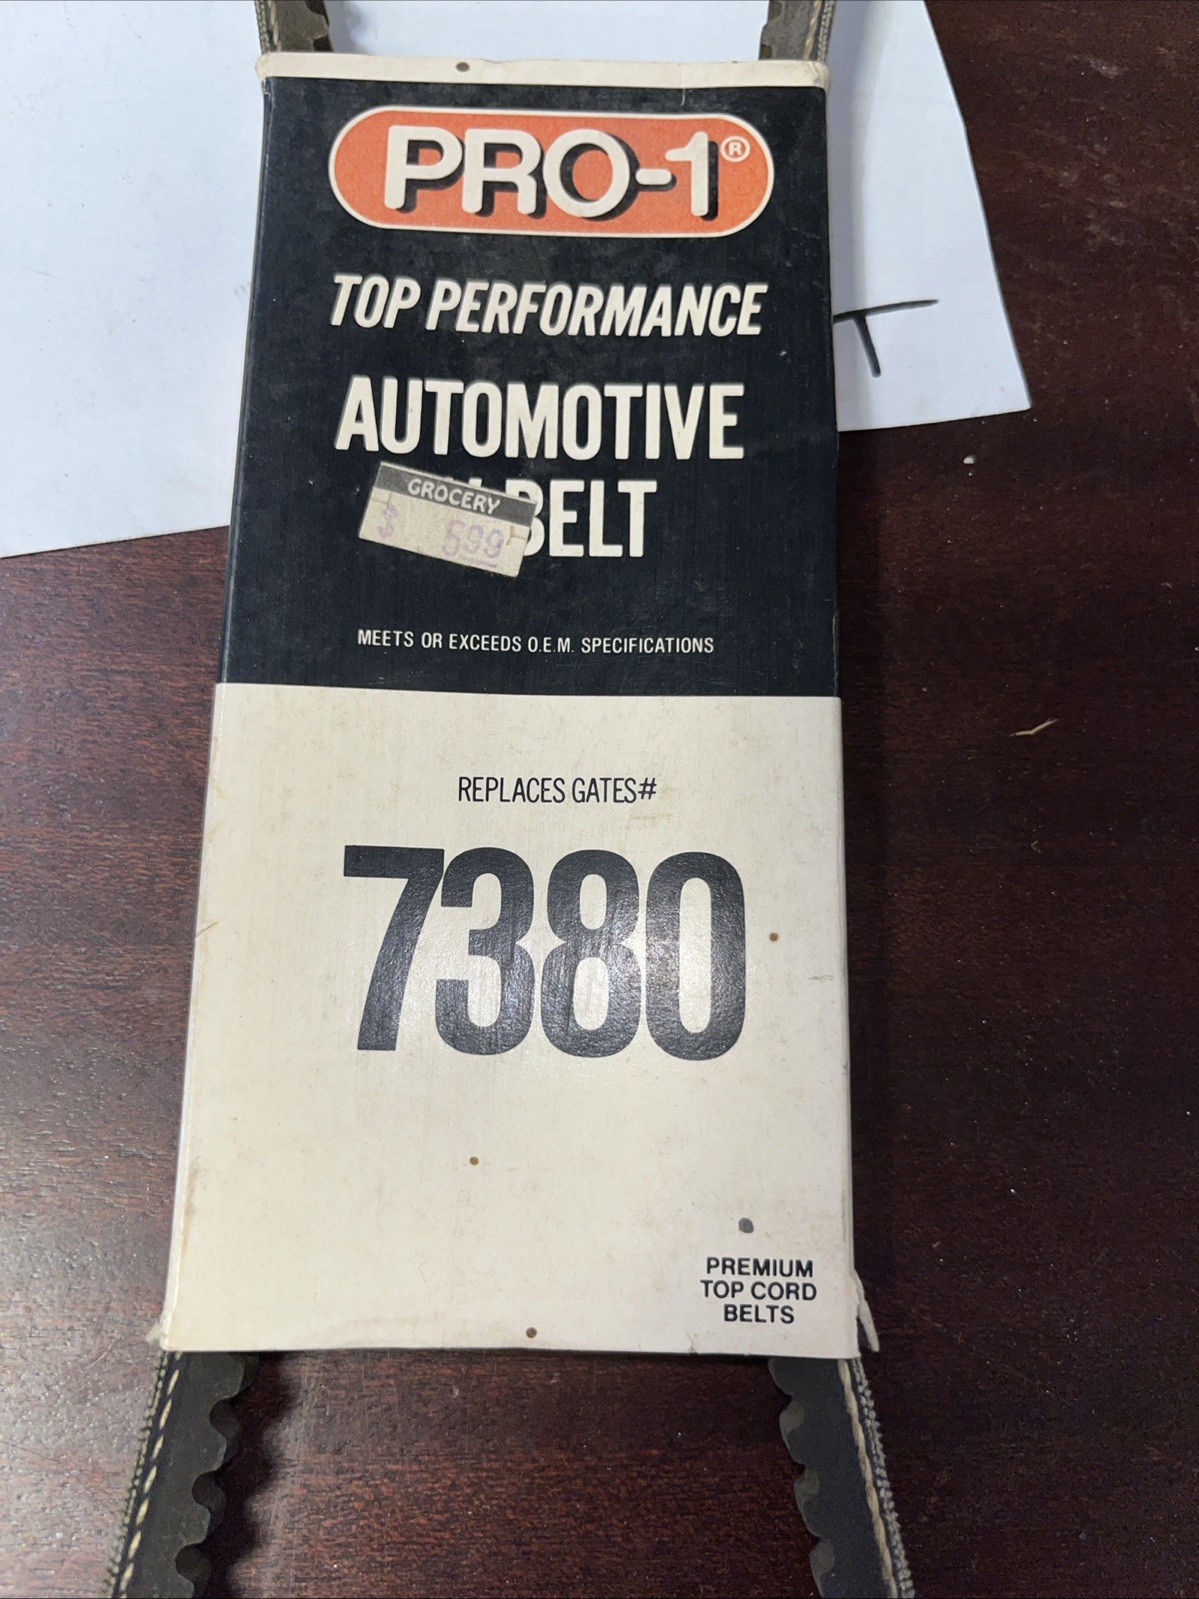 PRO-1®
TOP PERFORMANCE
AUTOMOTIVE
BELT
GROCERY
$ 599
MEETS OR EXCEEDS O.E.M. SPECIFICATIONS
REPLACES GATES#
7380
PREMIUM
TOP CORD
BELTS
T